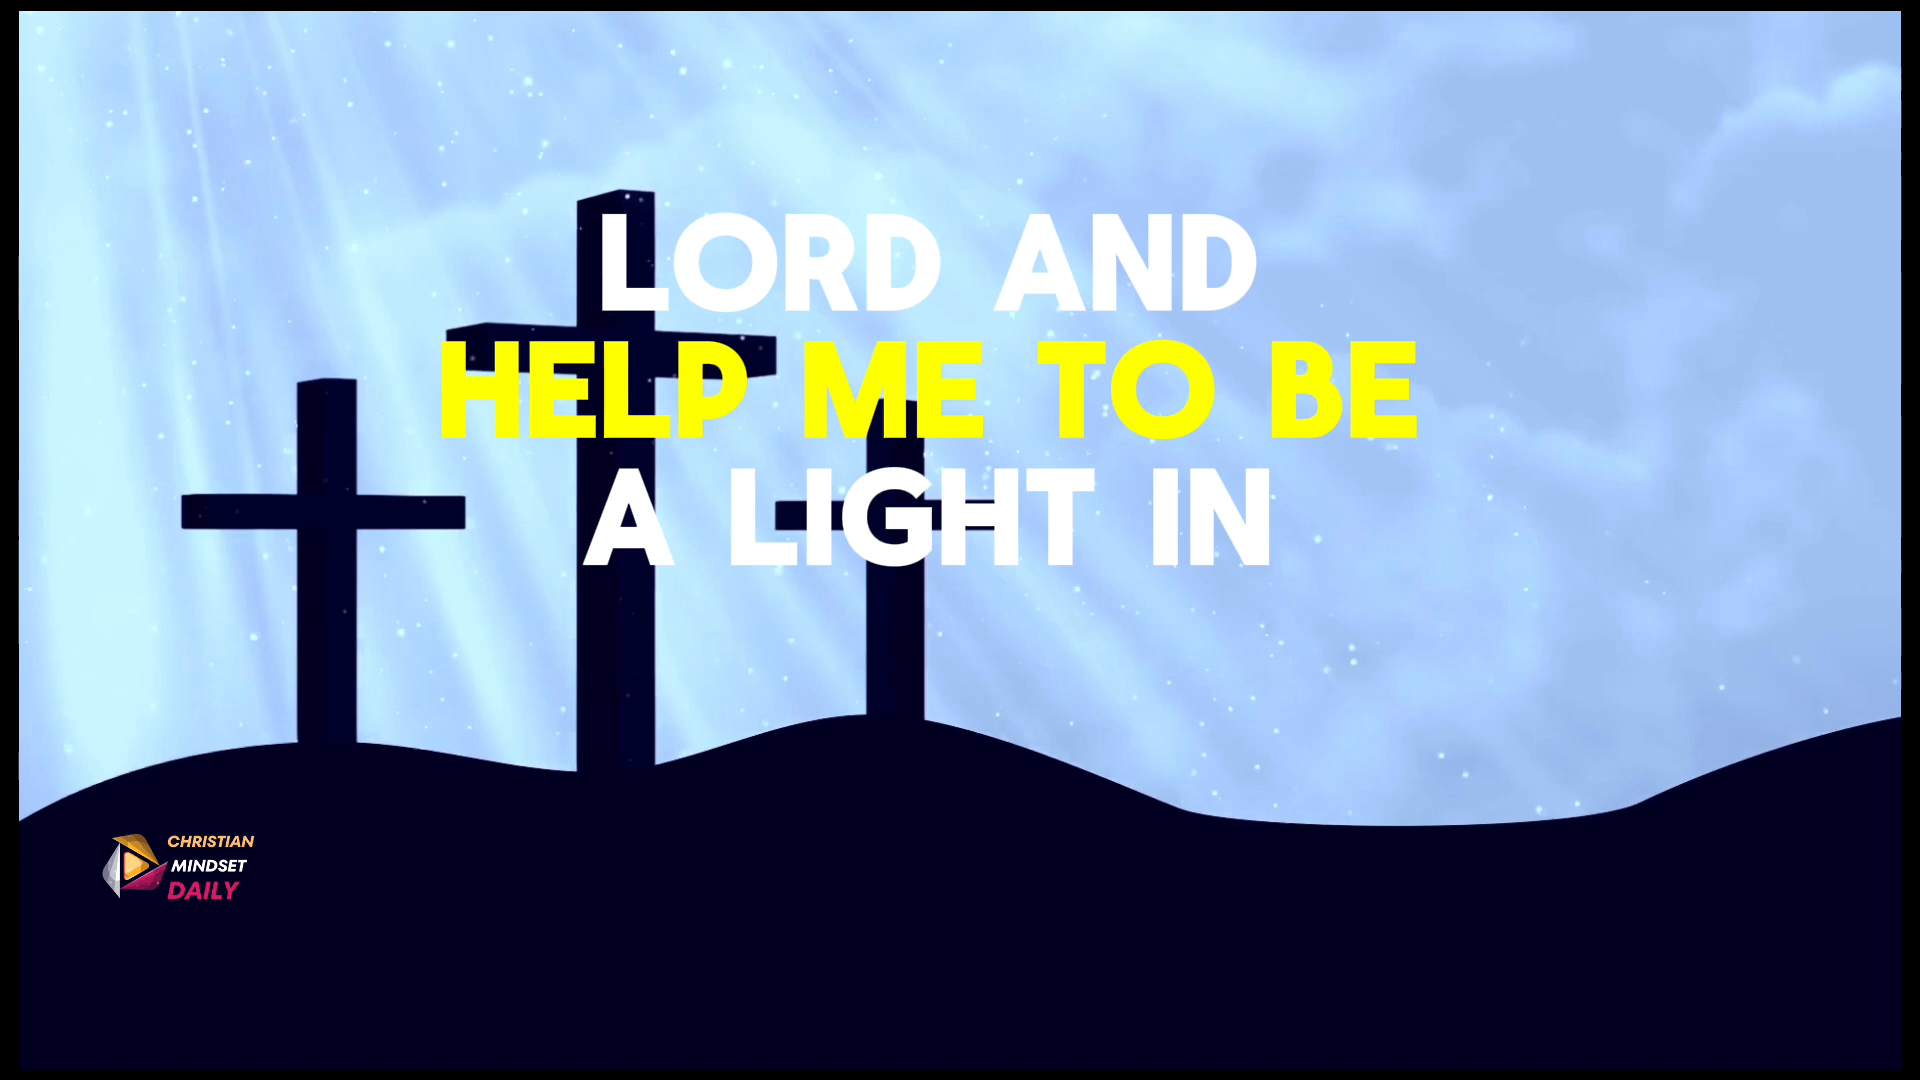 LORD AND
HELP ME TO BE
A LIGHT IN
CHRISTIAN
MINDSET
DAILY